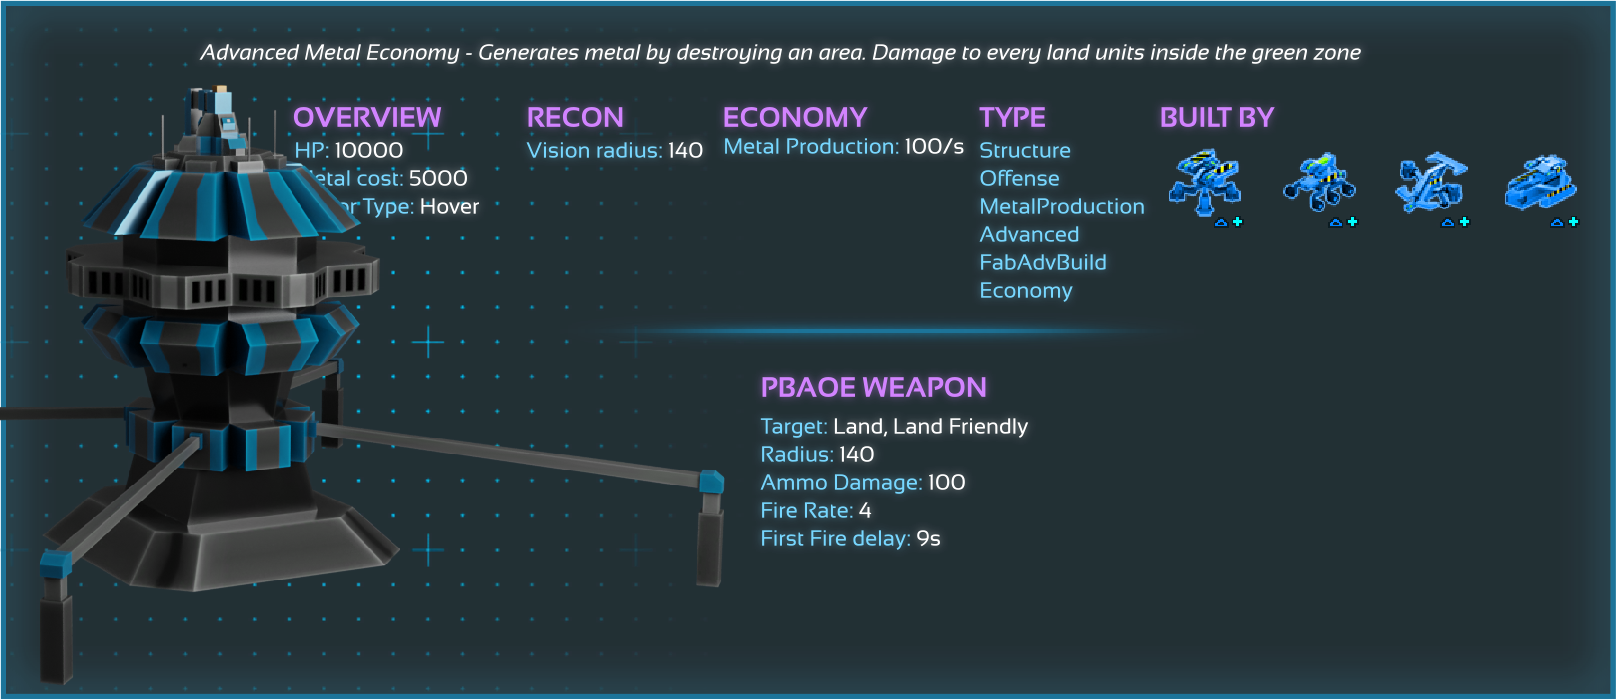 Advanced Metal Economy - Generates metal by destroying an area. Damage to every land units inside the green zone
OVERVIEW
HP: 10000
etal cost: 5000
or Type: Hover
RECON
Vision radius: 140
ECONOMY
Metal Production: 100/s
TYPE
Structure
Offense
MetalProduction
Advanced
FabAdvBuild
Economy
BUILT BY
PBAOE WEAPON
Target: Land, Land Friendly
Radius: 140
Ammo Damage: 100
Fire Rate: 4
First Fire delay: 9s